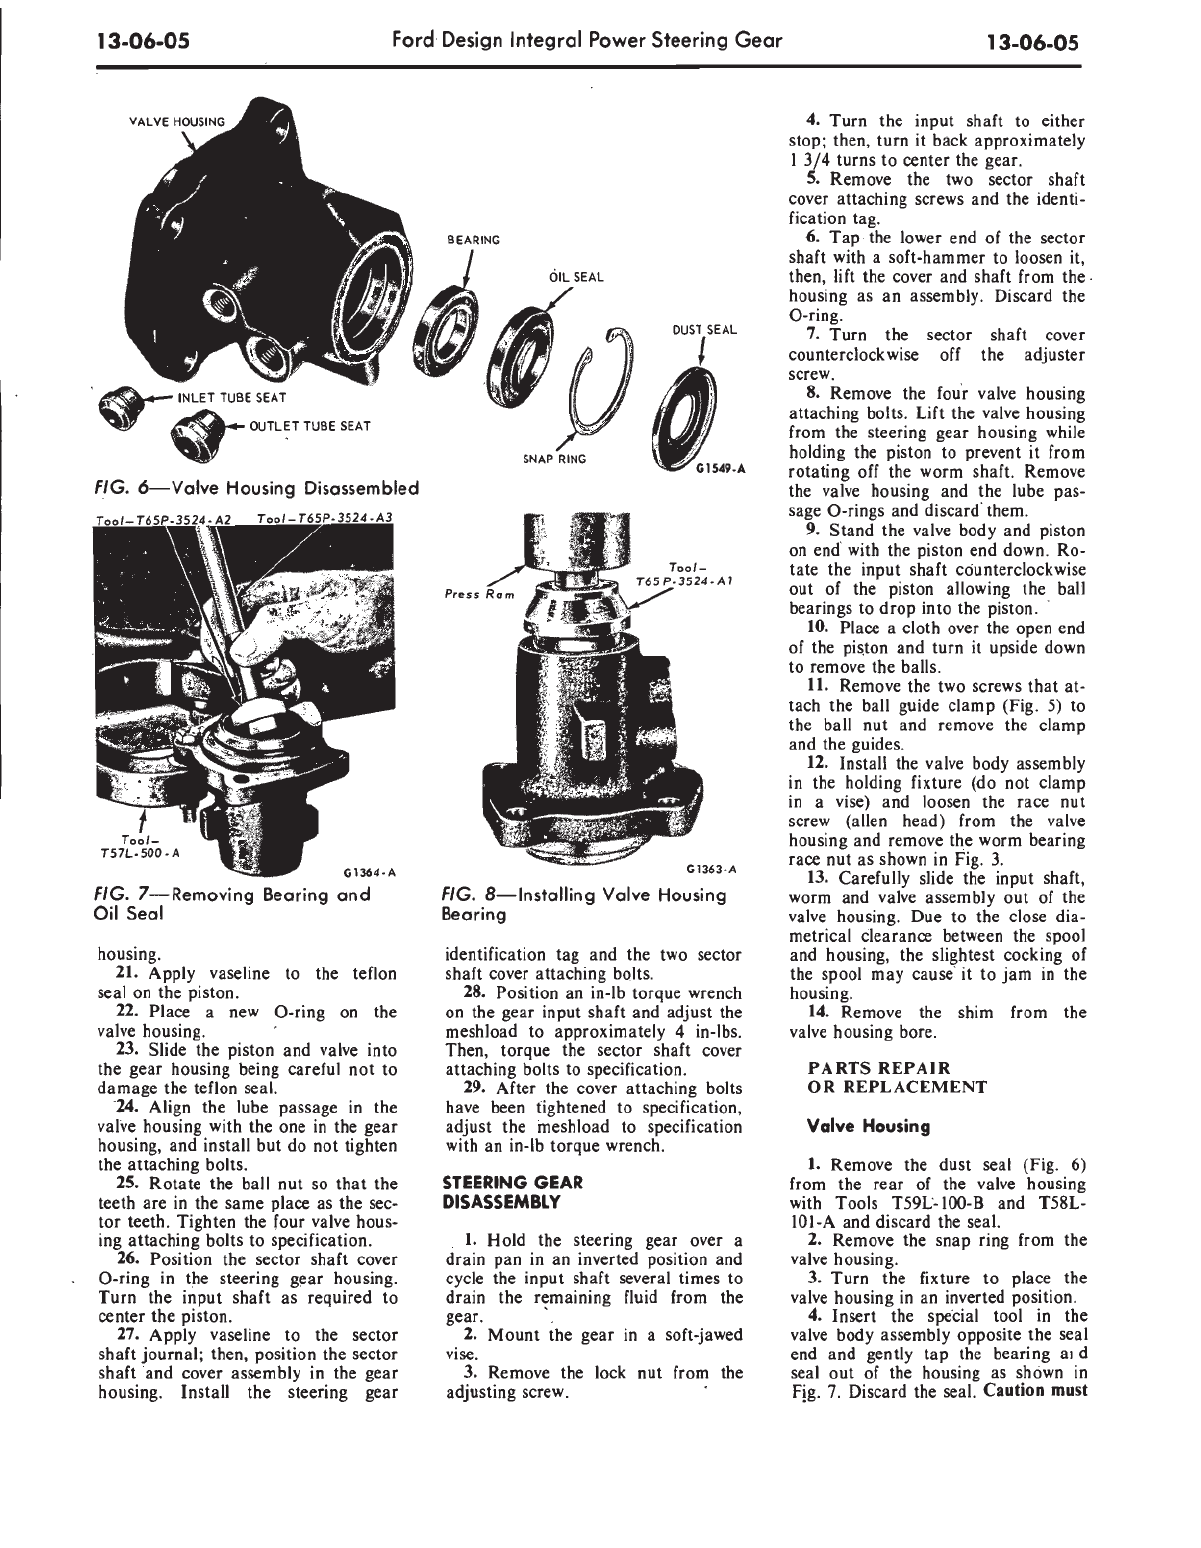 13-06-05
Ford Design Integral Power Steering Gear
13-06-05
VALVE HOUSING
BEARING
OIL SEAL
DUST SEAL
INLET TUBE SEAT
OUTLET TUBE SEAT
SNAP RING
G1549-A
FIG. 6—Valve Housing Disassembled
Tool-T65P-3524-A2
Tool-T65P-3524-A3
Tool-
T57L-500-A
G1364-A
FIG. 7—Removing Bearing and
Oil Seal
Press Ram
Tool-
T65P-3524-A1
G1363-A
FIG. 8—Installing Valve Housing
Bearing
housing.
21. Apply vaseline to the teflon
seal on the piston.
22. Place a new O-ring on the
valve housing.
23. Slide the piston and valve into
the gear housing being careful not to
damage the teflon seal.
24. Align the lube passage in the
valve housing with the one in the gear
housing, and install but do not tighten
the attaching bolts.
25. Rotate the ball nut so that the
teeth are in the same place as the sec-
tor teeth. Tighten the four valve hous-
ing attaching bolts to specification.
26. Position the sector shaft cover
O-ring in the steering gear housing.
Turn the input shaft as required to
center the piston.
27. Apply vaseline to the sector
shaft journal; then, position the sector
shaft and cover assembly in the gear
housing. Install the steering gear
identification tag and the two sector
shaft cover attaching bolts.
28. Position an in-lb torque wrench
on the gear input shaft and adjust the
meshload to approximately 4 in-lbs.
Then, torque the sector shaft cover
attaching bolts to specification.
29. After the cover attaching bolts
have been tightened to specification,
adjust the meshload to specification
with an in-lb torque wrench.
STEERING GEAR
DISASSEMBLY
1. Hold the steering gear over a
drain pan in an inverted position and
cycle the input shaft several times to
drain the remaining fluid from the
gear.
2. Mount the gear in a soft-jawed
vise.
3. Remove the lock nut from the
adjusting screw.
4. Turn the input shaft to either
stop; then, turn it back approximately
1 3/4 turns to center the gear.
5. Remove the two sector shaft
cover attaching screws and the identi-
fication tag.
6. Tap the lower end of the sector
shaft with a soft-hammer to loosen it,
then, lift the cover and shaft from the
housing as an assembly. Discard the
O-ring.
7. Turn the sector shaft cover
counterclockwise off the adjuster
screw.
8. Remove the four valve housing
attaching bolts. Lift the valve housing
from the steering gear housing while
holding the piston to prevent it from
rotating off the worm shaft. Remove
the valve housing and the lube pas-
sage O-rings and discard them.
9. Stand the valve body and piston
on end with the piston end down. Ro-
tate the input shaft counterclockwise
out of the piston allowing the ball
bearings to drop into the piston.
10. Place a cloth over the open end
of the piston and turn it upside down
to remove the balls.
11. Remove the two screws that at-
tach the ball guide clamp (Fig. 5) to
the ball nut and remove the clamp
and the guides.
12. Install the valve body assembly
in the holding fixture (do not clamp
in a vise) and loosen the race nut
screw (allen head) from the valve
housing and remove the worm bearing
race nut as shown in Fig. 3.
13. Carefully slide the input shaft,
worm and valve assembly out of the
valve housing. Due to the close dia-
metrical clearance between the spool
and housing, the slightest cocking of
the spool may cause it to jam in the
housing.
14. Remove the shim from the
valve housing bore.
PARTS REPAIR
OR REPLACEMENT
Valve Housing
1. Remove the dust seal (Fig. 6)
from the rear of the valve housing
with Tools T59L-100-B and T58L-
101-A and discard the seal.
2. Remove the snap ring from the
valve housing.
3. Turn the fixture to place the
valve housing in an inverted position.
4. Insert the special tool in the
valve body assembly opposite the seal
end and gently tap the bearing and
seal out of the housing as shown in
Fig. 7. Discard the seal. Caution must